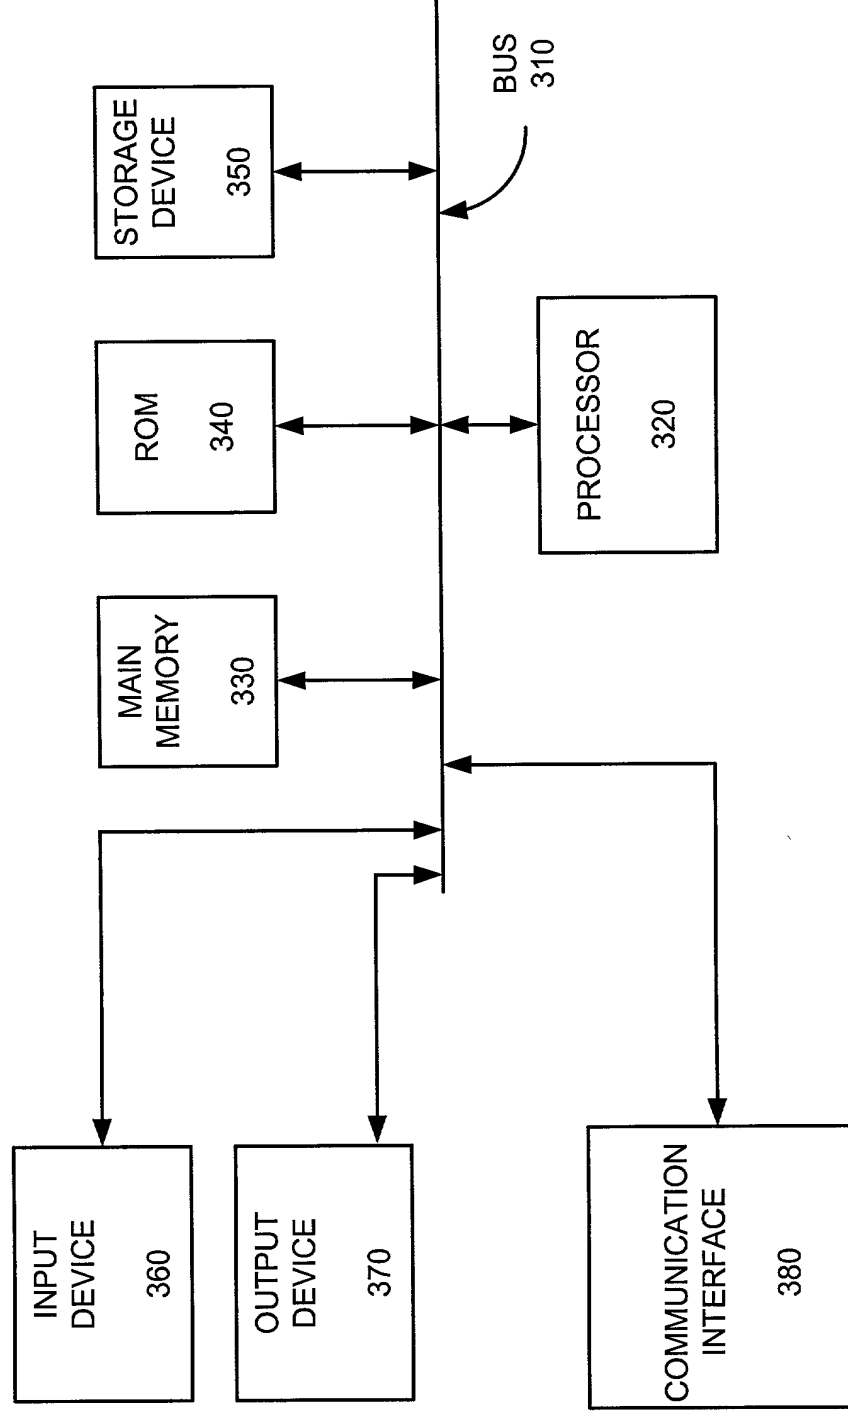 INPUT
DEVICE
360
MAIN
MEMORY
330
ROM
340
STORAGE
DEVICE
350
OUTPUT
DEVICE
370
BUS
310
PROCESSOR
320
COMMUNICATION
INTERFACE
380